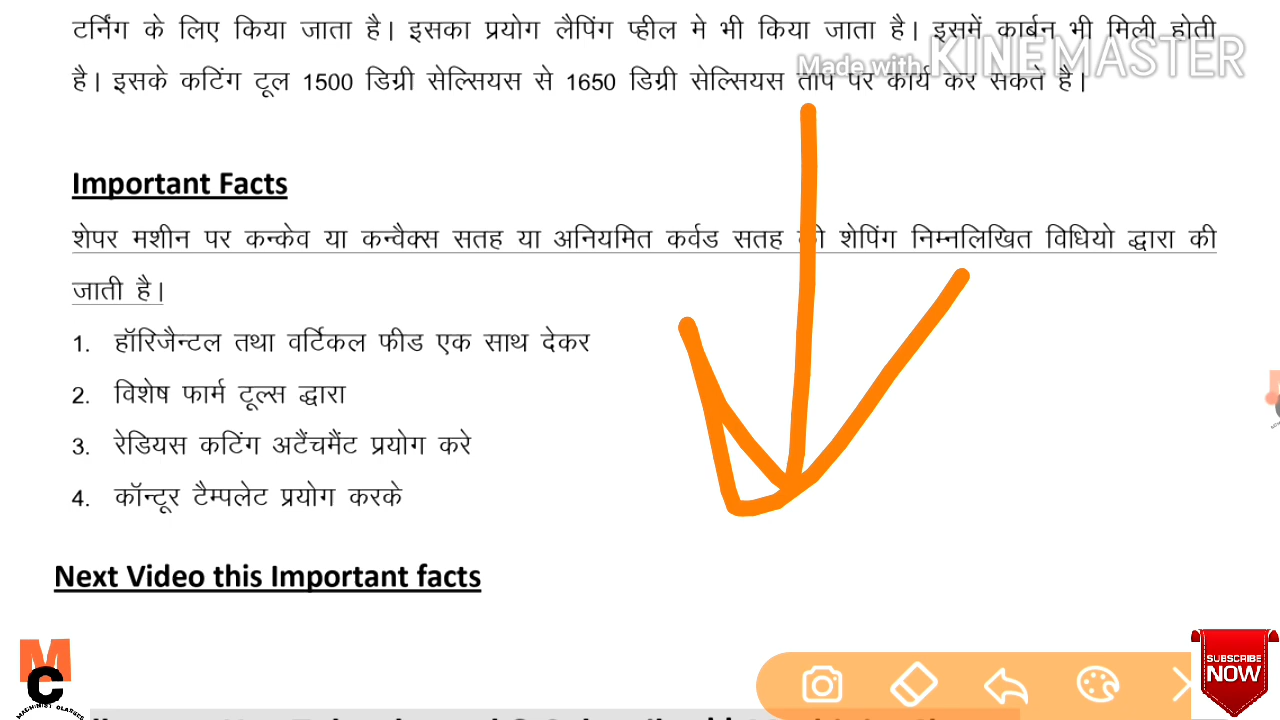 टर्निंग के लिए किया जाता है। इसका प्रयोग लैपिंग व्हील मे भी किया जाता है। इसमें कार्बन भी मिली होती
Made with KINEMASTER
है। इसके कटिंग टूल 1500 डिग्री सेल्सियस से 1650 डिग्री सेल्सियस ताप पर कार्य कर सकते है।
Important Facts
शेपर मशीन पर कन्केव या कन्वैक्स सतह या अनियमित कर्वड सतह की शेपिंग निम्नलिखित विधियो द्धारा की
जाती है।
1. हॉरिजैन्टल तथा वर्टिकल फीड एक साथ देकर
2. विशेष फार्म टूल्स द्धारा
3. रेडियस कटिंग अटैंचमैंट प्रयोग करे
4. कॉन्टूर टैम्पलेट प्रयोग करके
Next Video this Important facts
MC
MACHINIST CLASSES
SUBSCRIBE
NOW